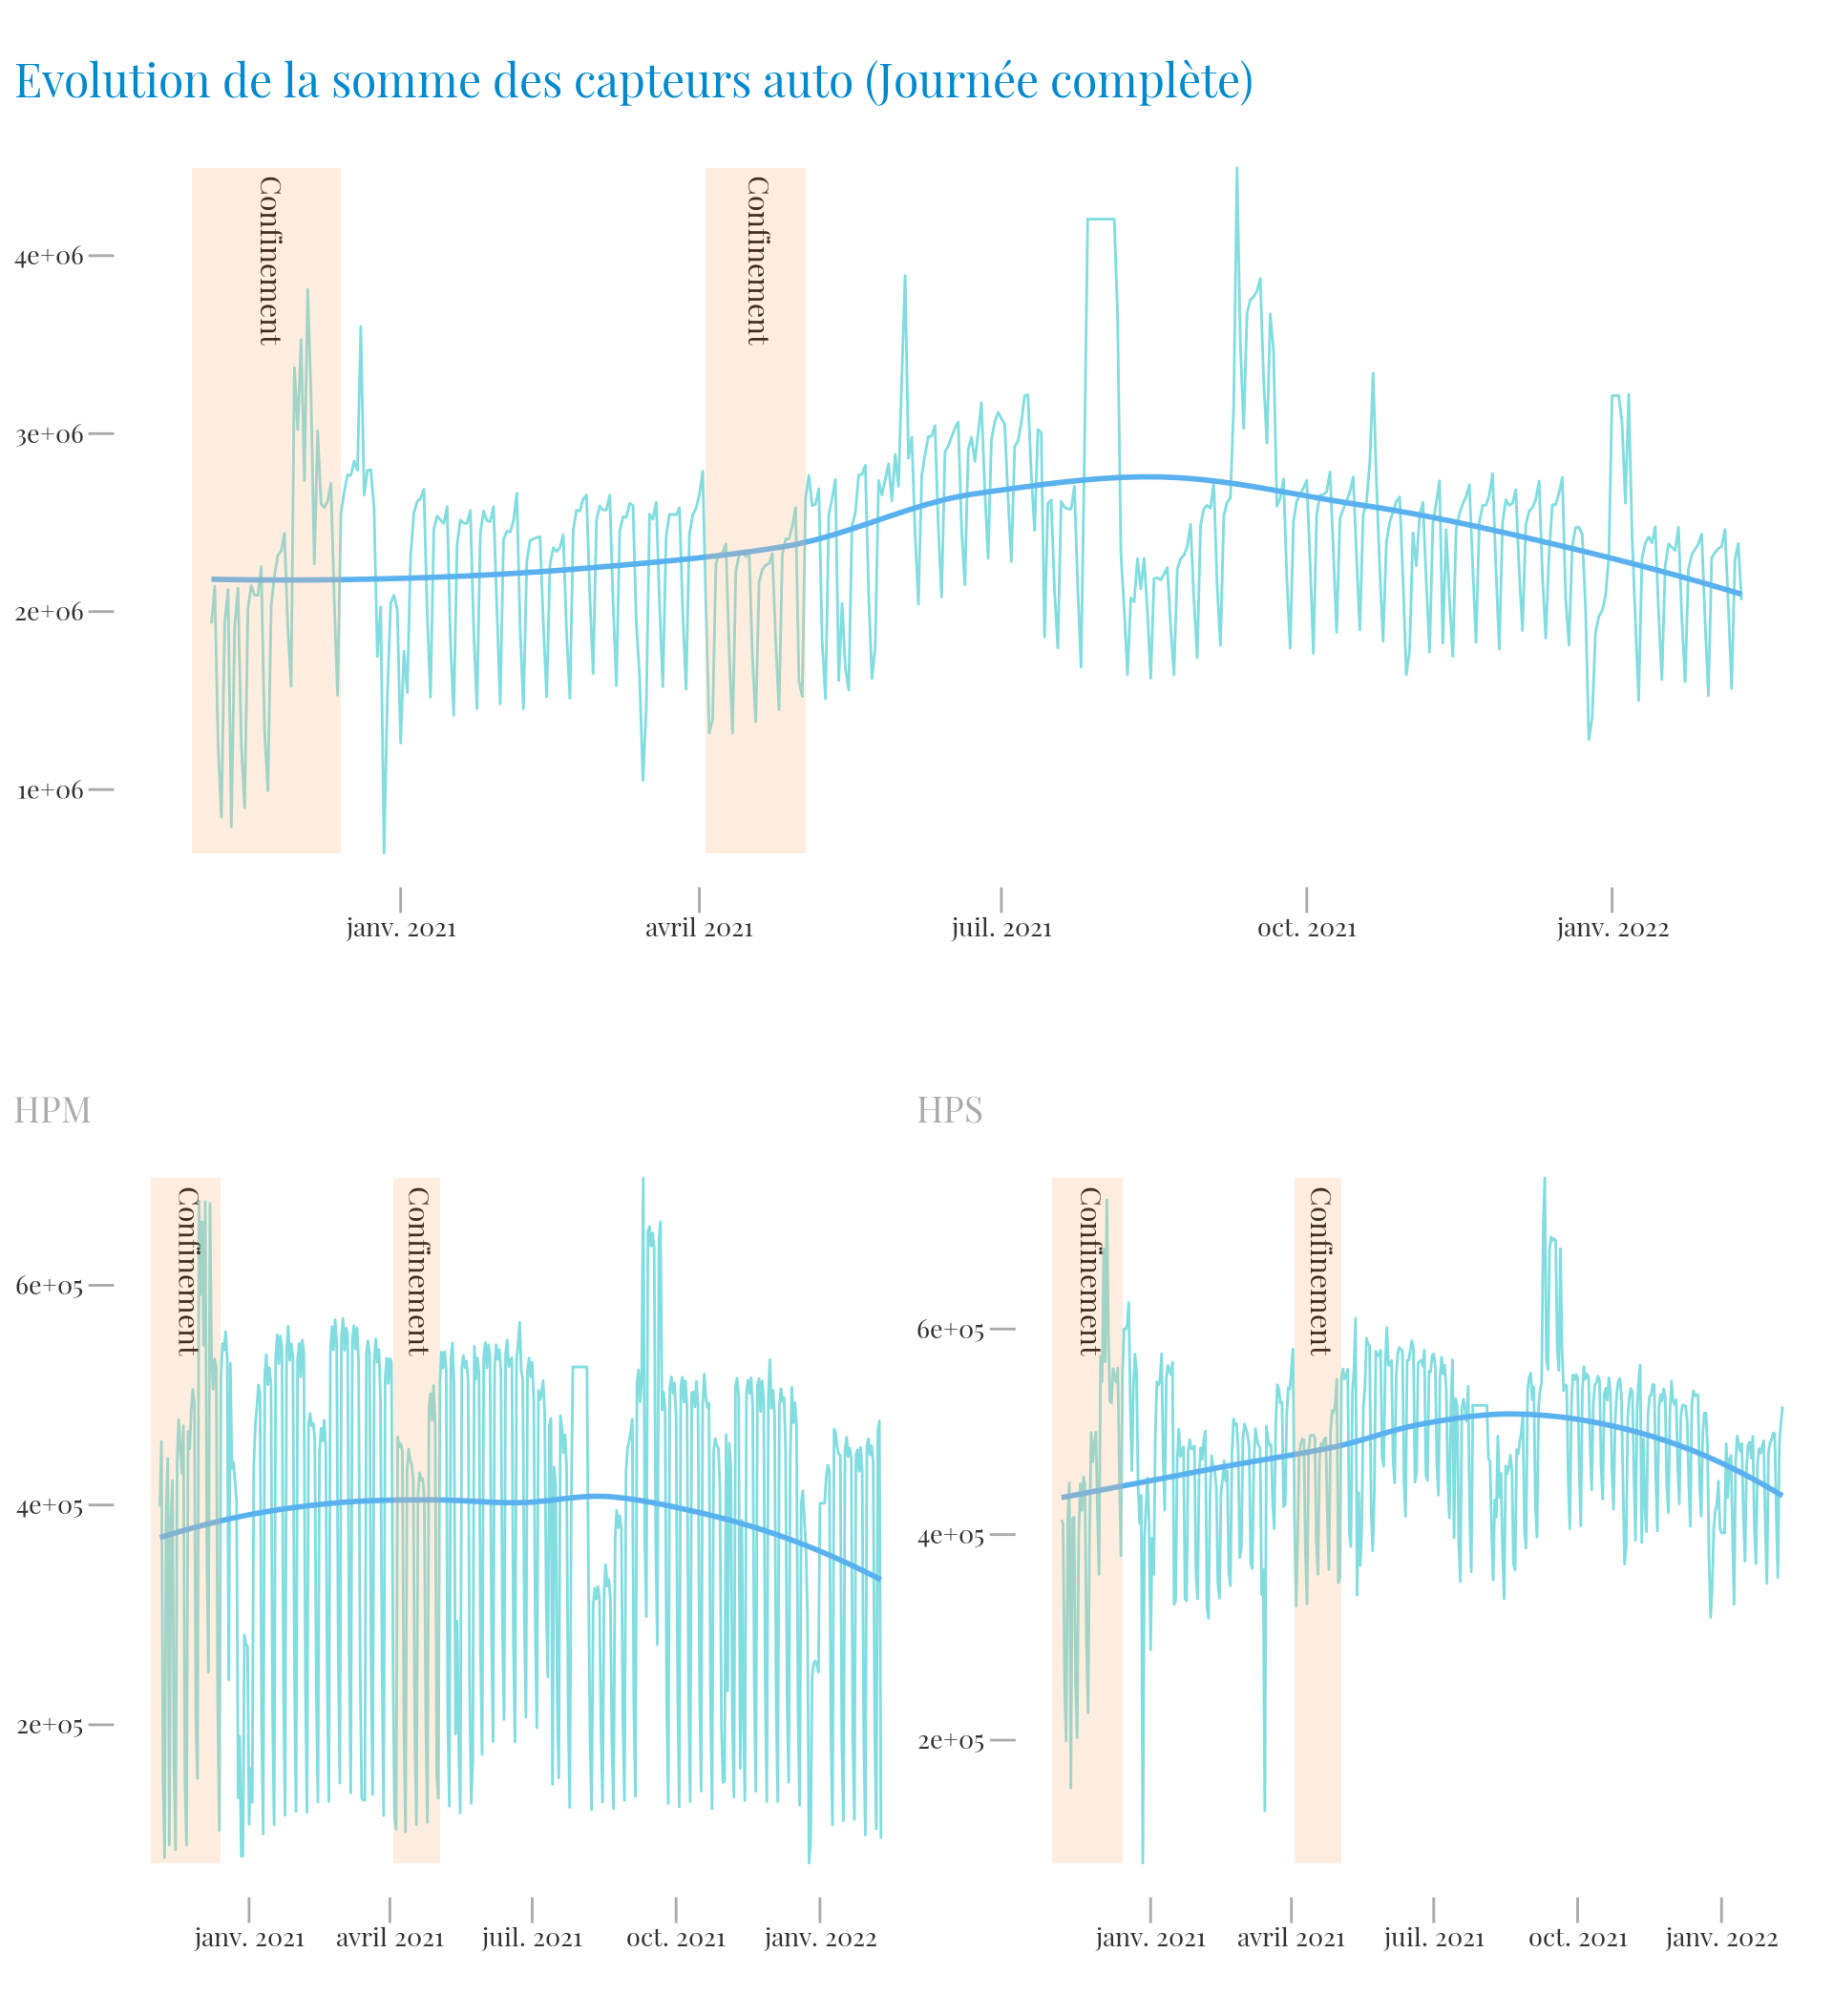 Evolution de la somme des capteurs auto (Journée complète)
Confinement
Confinement
4e+06
3e+06
2e+06
1e+06
janv. 2021
avril 2021
juil. 2021
oct. 2021
janv. 2022
HPM
Confinement
Confinement
6e+05
4e+05
2e+05
janv. 2021
avril 2021
juil. 2021
oct. 2021
janv. 2022
HPS
Confinement
Confinement
6e+05
4e+05
2e+05
janv. 2021
avril 2021
juil. 2021
oct. 2021
janv. 2022